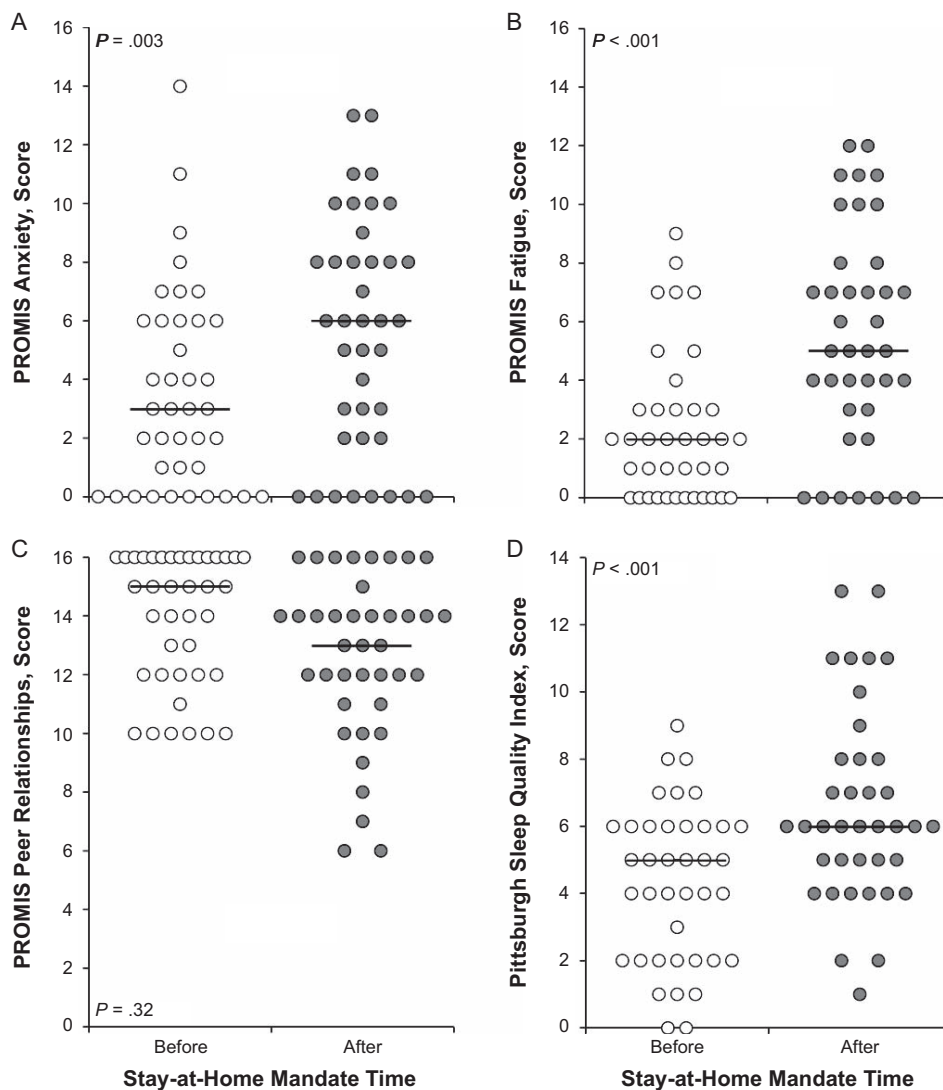 A
P = .003
PROMIS Anxiety, Score
16
14
12
10
8
6
4
2
0
B
P < .001
PROMIS Fatigue, Score
16
14
12
10
8
6
4
2
0
C
P = .32
PROMIS Peer Relationships, Score
16
14
12
10
8
6
4
2
0
Before
After
Stay-at-Home Mandate Time
D
P < .001
Pittsburgh Sleep Quality Index, Score
14
12
10
8
6
4
2
0
Before
After
Stay-at-Home Mandate Time